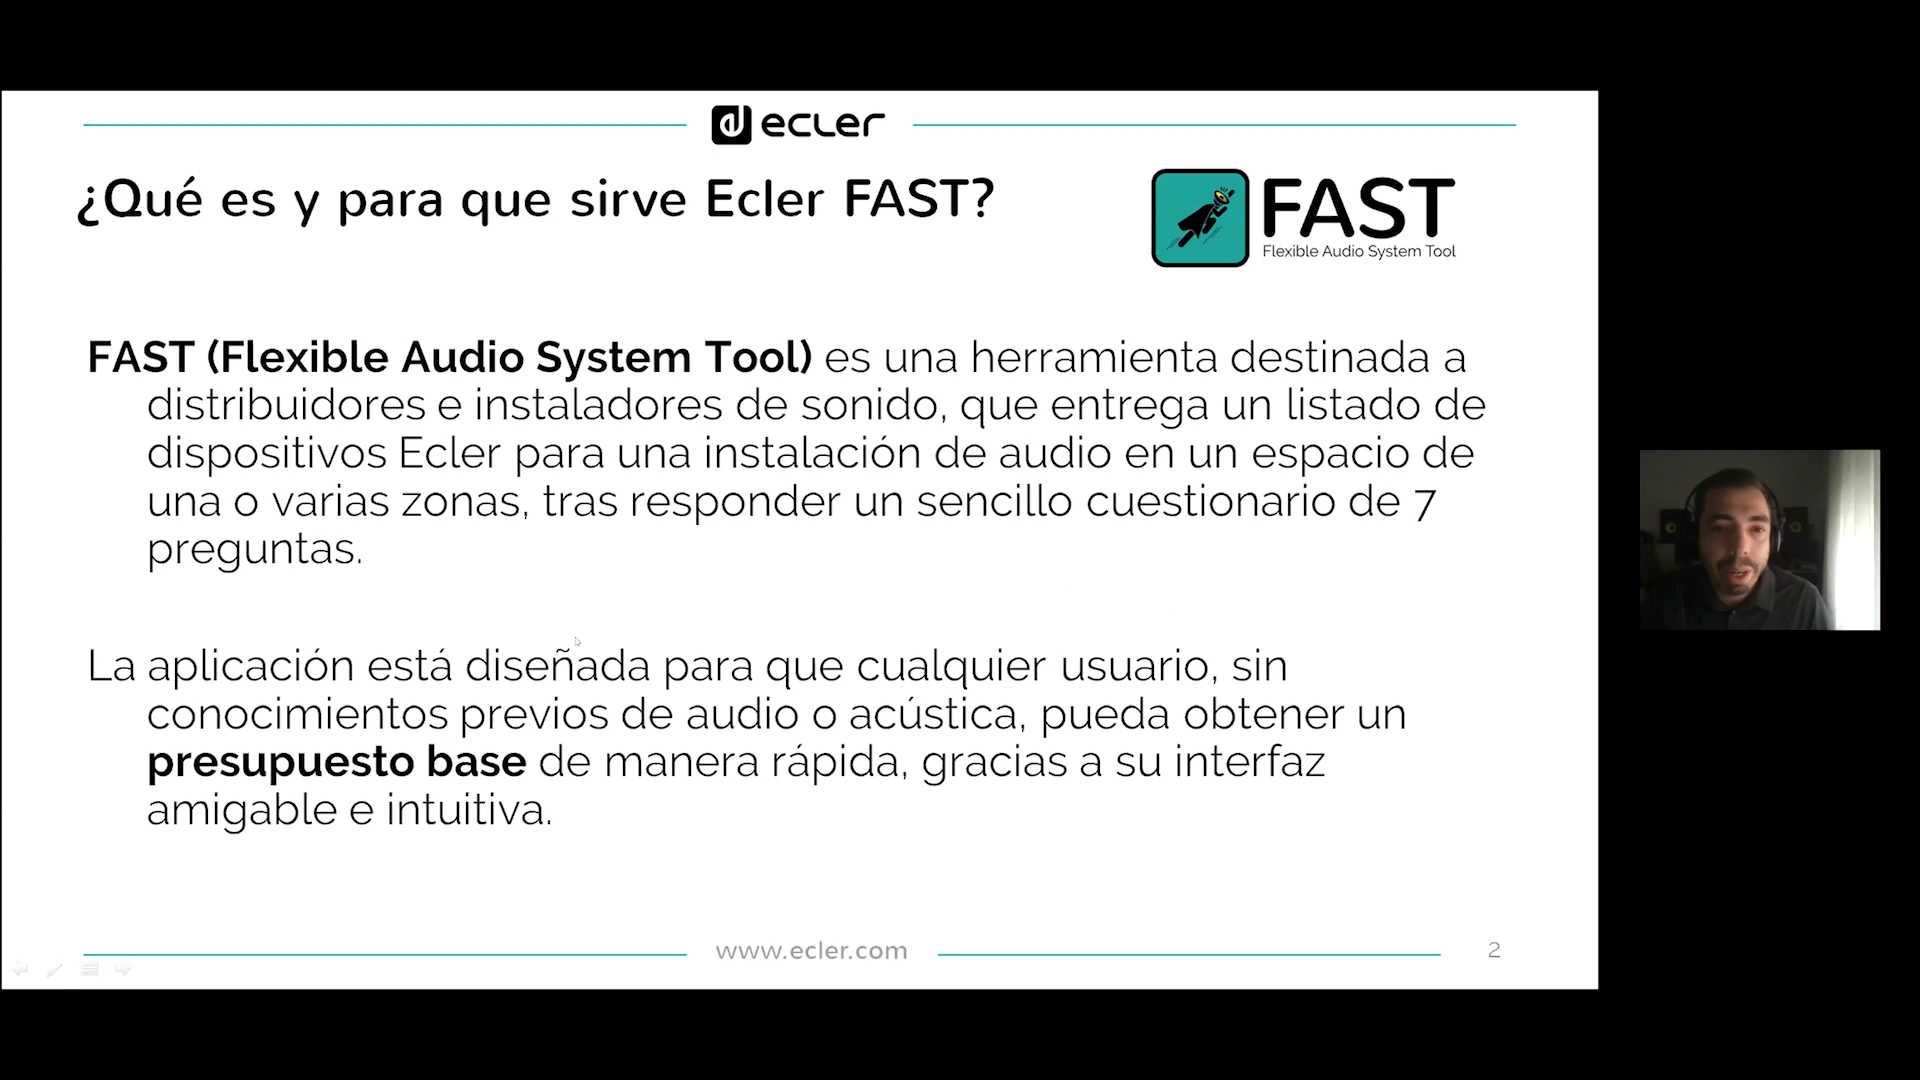 ecler
¿Qué es y para que sirve Ecler FAST?
FAST
Flexible Audio System Tool
FAST (Flexible Audio System Tool) es una herramienta destinada a
distribuidores e instaladores de sonido, que entrega un listado de
dispositivos Ecler para una instalación de audio en un espacio de
una o varias zonas, tras responder un sencillo cuestionario de 7
preguntas.
La aplicación está diseñada para que cualquier usuario, sin
conocimientos previos de audio o acústica, pueda obtener un
presupuesto base de manera rápida, gracias a su interfaz
amigable e intuitiva.
www.ecler.com
2